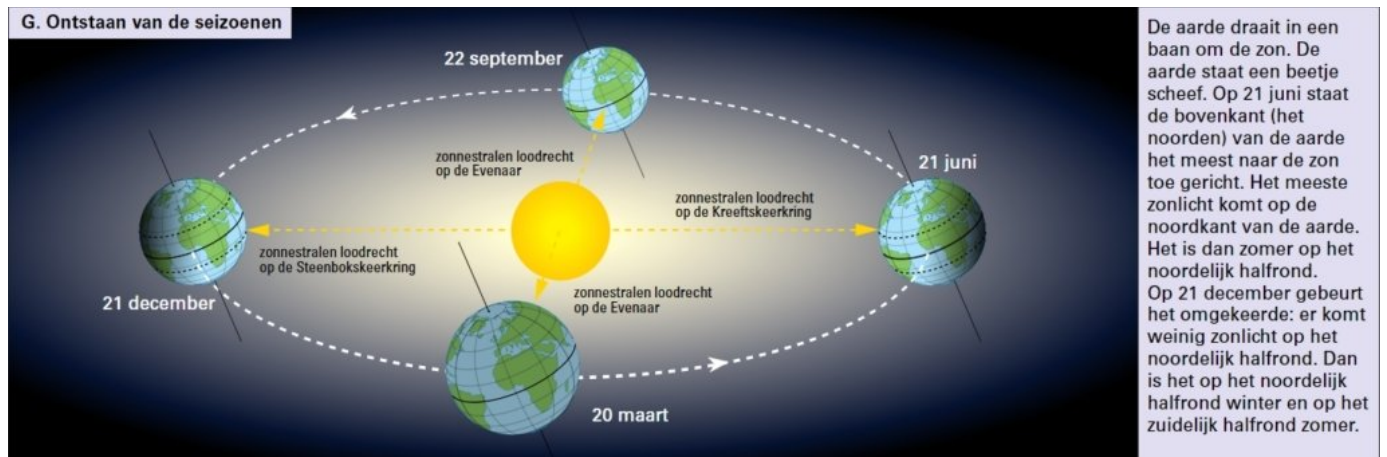 G. Ontstaan van de seizoenen
22 september
zonnestralen loodrecht
op de Evenaar
21 juni
zonnestralen loodrecht
op de Kreeftskeerkring
zonnestralen loodrecht
op de Steenbokskeerkring
21 december
zonnestralen loodrecht
op de Evenaar
20 maart
De aarde draait in een
baan om de zon. De
aarde staat een beetje
scheef. Op 21 juni staat
de bovenkant (het
noorden) van de aarde
het meest naar de zon
toe gericht. Het meeste
zonlicht komt op de
noordkant van de aarde.
Het is dan zomer op het
noordelijk halfrond.
Op 21 december gebeurt
het omgekeerde: er komt
weinig zonlicht op het
noordelijk halfrond. Dan
is het op het noordelijk
halfrond winter en op het
zuidelijk halfrond zomer.